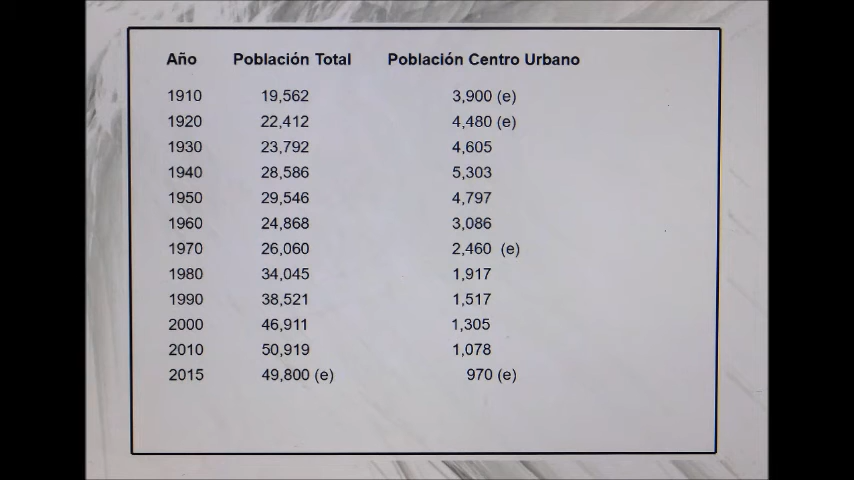 Año Población Total Población Centro Urbano
1910 19,562 3,900 (e)
1920 22,412 4,480 (e)
1930 23,792 4,605
1940 28,586 5,303
1950 29,546 4,797
1960 24,868 3,086
1970 26,060 2,460 (e)
1980 34,045 1,917
1990 38,521 1,517
2000 46,911 1,305
2010 50,919 1,078
2015 49,800 (e) 970 (e)